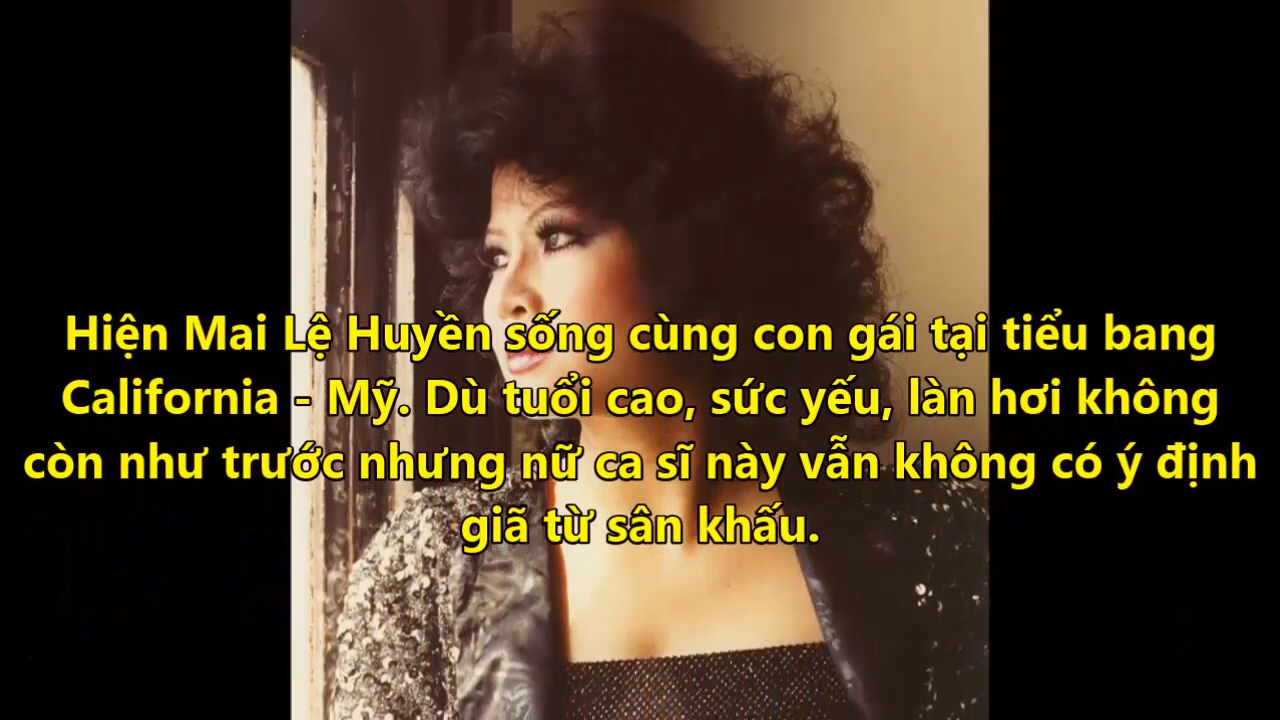 Hiện Mai Lệ Huyền sống cùng con gái tại tiểu bang
California - Mỹ. Dù tuổi cao, sức yếu, làn hơi không
còn như trước nhưng nữ ca sĩ này vẫn không có ý định
giã từ sân khấu.